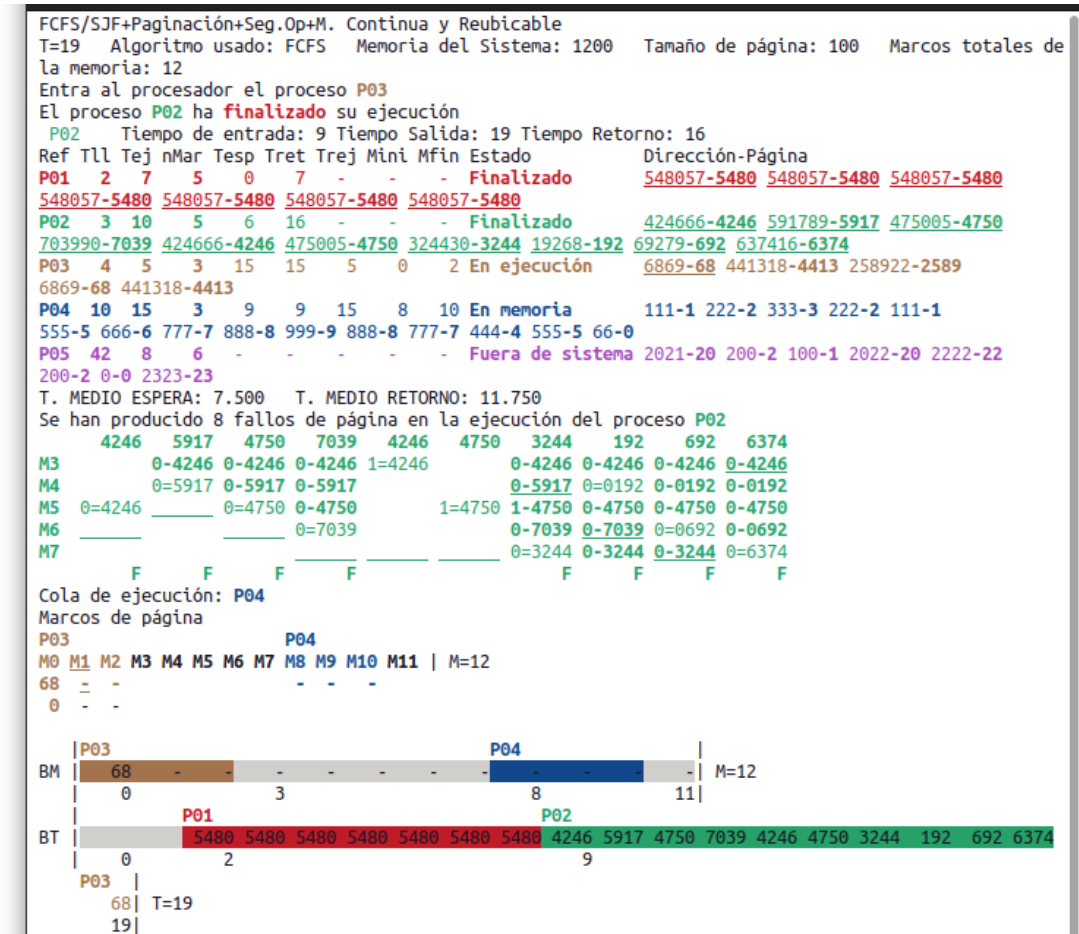 FCFS/SJF+Paginación+Seg.Op+M. Continua y Reubicable
T=19   Algoritmo usado: FCFS   Memoria del Sistema: 1200   Tamaño de página: 100   Marcos totales de
la memoria: 12
Entra al procesador el proceso P03
El proceso P02 ha finalizado su ejecución
 P02    Tiempo de entrada: 9 Tiempo Salida: 19 Tiempo Retorno: 16
Ref Tll Tej nMar Tesp Tret Trej Mini Mfin Estado           Dirección-Página
P01  2   7    5    0    7   -    -    -  Finalizado       548057-5480 548057-5480 548057-5480
548057-5480 548057-5480 548057-5480 548057-5480
P02  3  10    5    6   16   -    -    -  Finalizado       424666-4246 591789-5917 475005-4750
703990-7039 424666-4246 475005-4750 324430-3244 19268-192 69279-692 637416-6374
P03  4   5    3   15   15   5    0    2 En ejecución     6869-68 441318-4413 258922-2589
6869-68 441318-4413
P04 10  15    3    9    9   15   8   10 En memoria       111-1 222-2 333-3 222-2 111-1
555-5 666-6 777-7 888-8 999-9 888-8 777-7 444-4 555-5 66-0
P05 42   8    6    -    -   -    -    -  Fuera de sistema 2021-20 200-2 100-1 2022-20 2222-22
200-2 0-0 2323-23
T. MEDIO ESPERA: 7.500   T. MEDIO RETORNO: 11.750
Se han producido 8 fallos de página en la ejecución del proceso P02
4246   5917   4750   7039   4246   4750   3244    192    692   6374
M3 0-4246 0-4246 0-4246 1=4246 0-4246 0-4246 0-4246 0-4246
M4 0=5917 0-5917 0-5917 0-5917 0=0192 0-0192 0-0192
M5 0=4246 ______ 0=4750 0-4750 1=4750 1-4750 0-4750 0-4750 0-4750
M6 ______ ______ 0=7039 0-7039 0-7039 0=0692 0-0692
M7 ______ ______ ______ 0=3244 0-3244 0-3244 0=6374
F F F F F F F F
Cola de ejecución: P04
Marcos de página
P03 P04
M0 M1 M2 M3 M4 M5 M6 M7 M8 M9 M10 M11 | M=12
68 - - - - -
0 - -
|P03 P04 |
BM | 68 - - - - - - - - - - -| M=12
| 0 3 8 11|
| P01 P02
BT | 5480 5480 5480 5480 5480 5480 5480 4246 5917 4750 7039 4246 4750 3244 192 692 6374
| 0 2 9
P03 |
68| T=19
19|